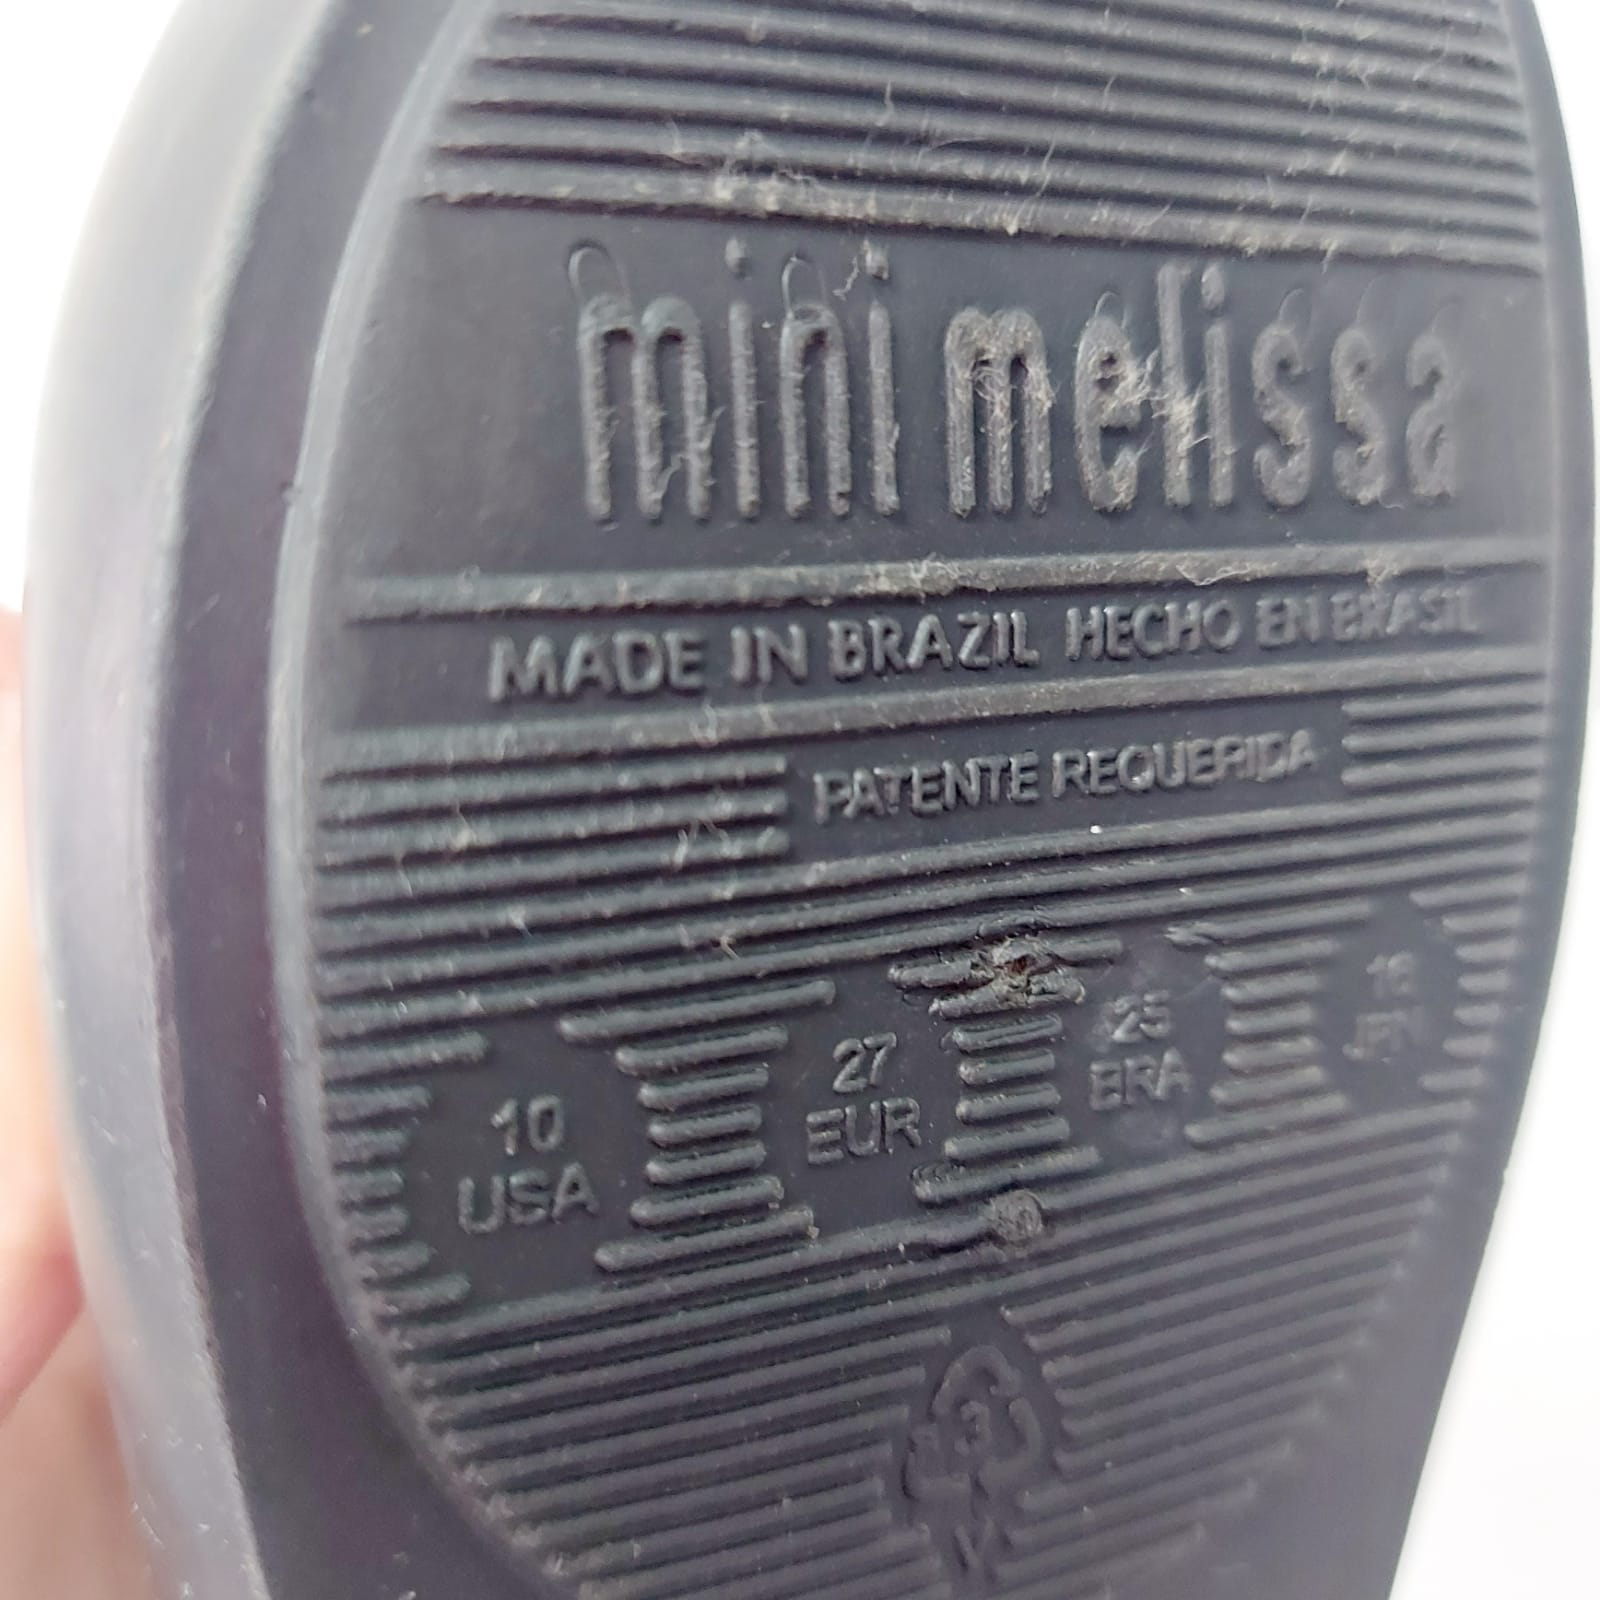 mini melissa
MADE IN BRAZIL HECHO EN BRASIL
PATENTE REQUERIDA
10
USA
27
EUR
25
BRA
16
JPN